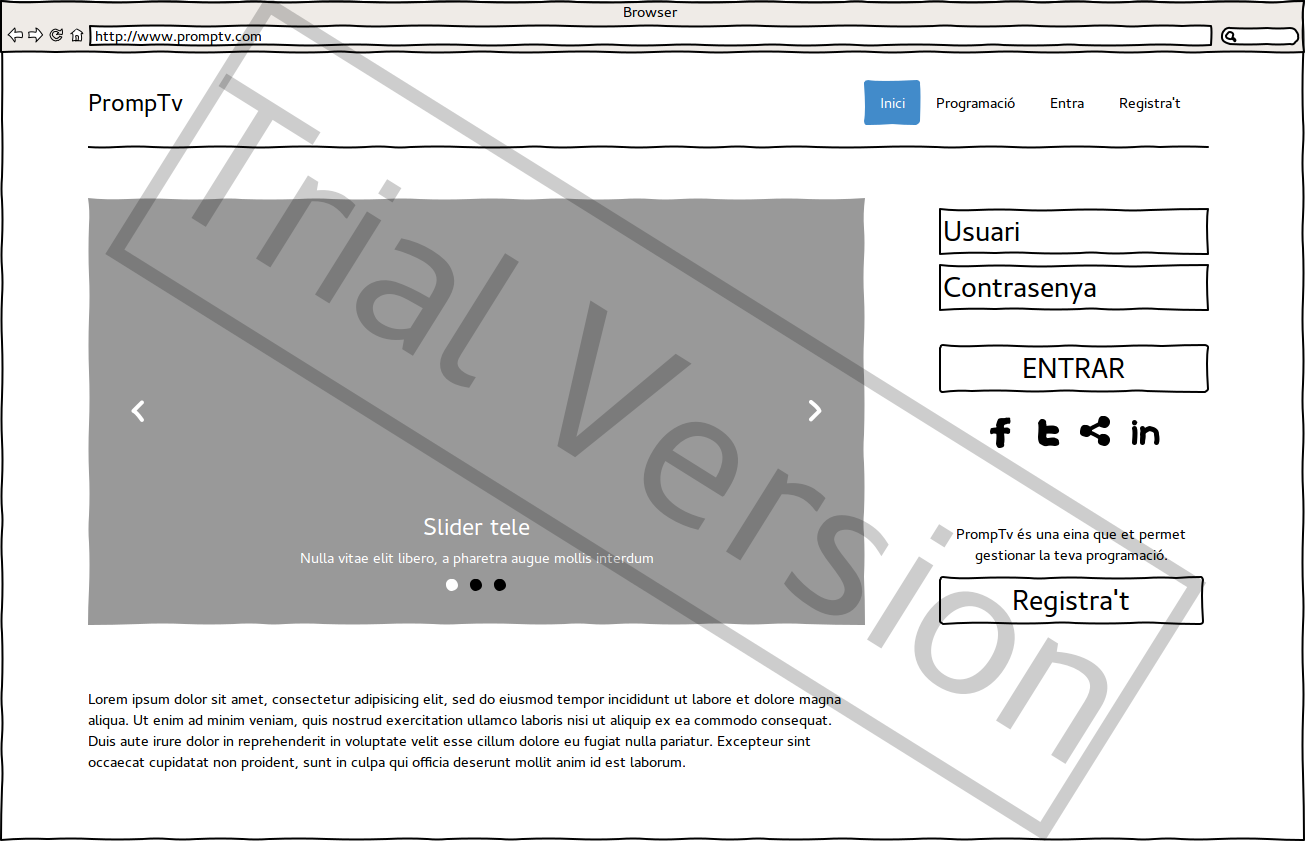 Browser
http://www.promptv.com
PrompTv
Inici
Programació
Entra
Registra't
Usuari
Contrasenya
ENTRAR
Slider tele
Nulla vitae elit libero, a pharetra augue mollis interdum
PrompTv és una eina que et permet
gestionar la teva programació.
Registra't
Lorem ipsum dolor sit amet, consectetur adipisicing elit, sed do eiusmod tempor incididunt ut labore et dolore magna
aliqua. Ut enim ad minim veniam, quis nostrud exercitation ullamco laboris nisi ut aliquip ex ea commodo consequat.
Duis aute irure dolor in reprehenderit in voluptate velit esse cillum dolore eu fugiat nulla pariatur. Excepteur sint
occaecat cupidatat non proident, sunt in culpa qui officia deserunt mollit anim id est laborum.
Trial Version